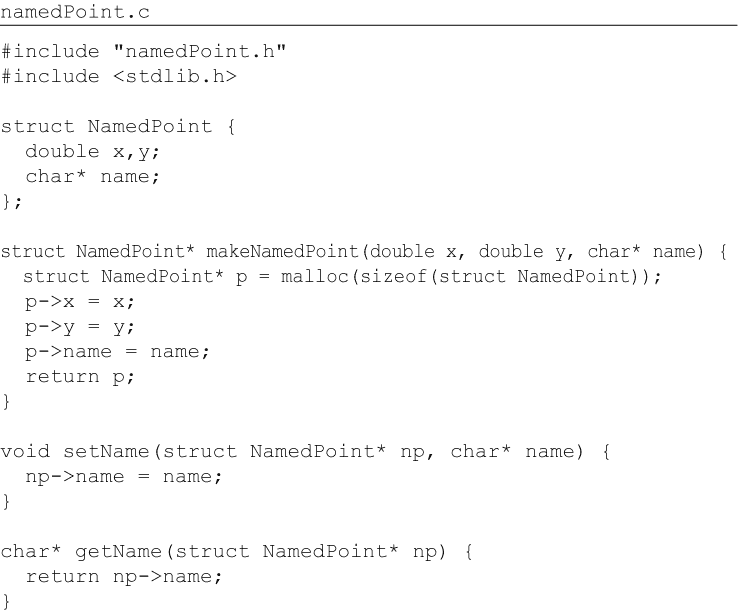 namedPoint.c
#include "namedPoint.h"
#include <stdlib.h>
struct NamedPoint {
  double x,y;
  char* name;
};
struct NamedPoint* makeNamedPoint(double x, double y, char* name) {
  struct NamedPoint* p = malloc(sizeof(struct NamedPoint));
  p->x = x;
  p->y = y;
  p->name = name;
  return p;
}
void setName(struct NamedPoint* np, char* name) {
  np->name = name;
}
char* getName(struct NamedPoint* np) {
  return np->name;
}